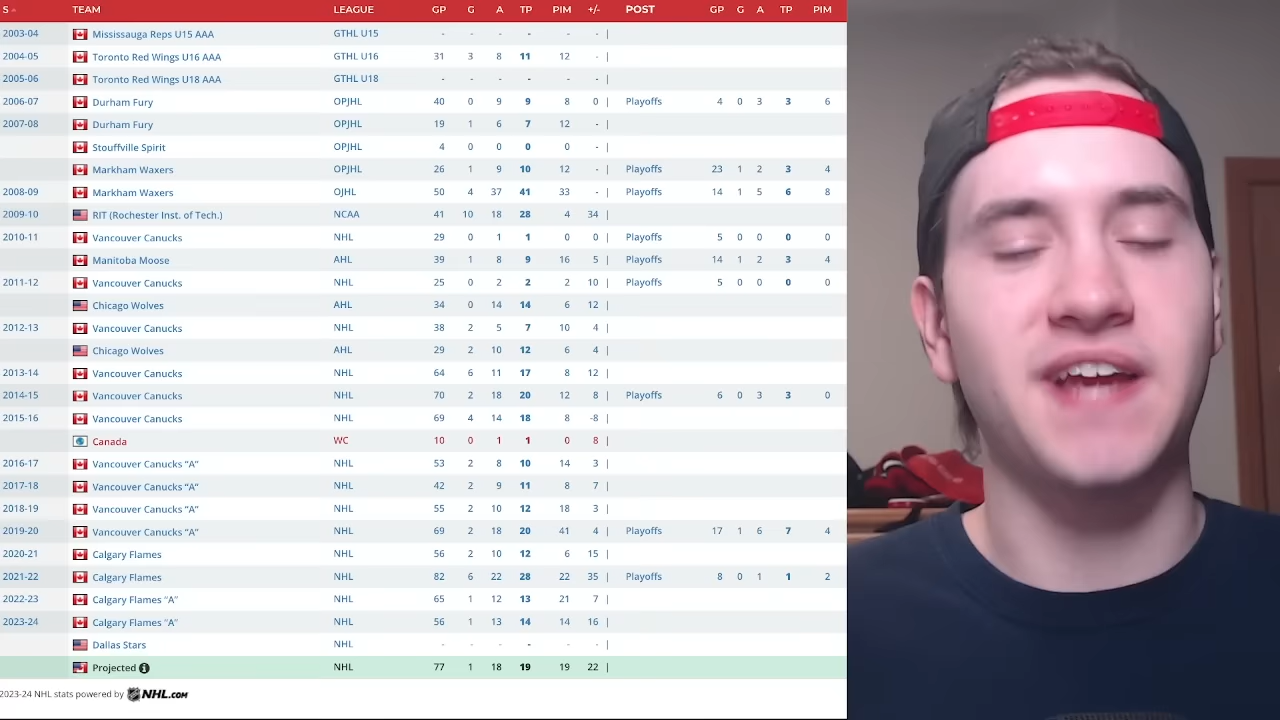 S TEAM LEAGUE GP G A TP PIM +/- POST GP G A TP PIM
2003-04 Mississauga Reps U15 AAA GTHL U15 - - - - - - |
2004-05 Toronto Red Wings U16 AAA GTHL U16 31 3 8 11 12 - |
2005-06 Toronto Red Wings U18 AAA GTHL U18 - - - - - - |
2006-07 Durham Fury OPJHL 40 0 9 9 8 0 | Playoffs 4 0 3 3 6
2007-08 Durham Fury OPJHL 19 1 6 7 12 - |
Stouffville Spirit OPJHL 4 0 0 0 0 - |
Markham Waxers OPJHL 26 1 9 10 12 - | Playoffs 23 1 2 3 4
2008-09 Markham Waxers OJHL 50 4 37 41 33 - | Playoffs 14 1 5 6 8
2009-10 RIT (Rochester Inst. of Tech.) NCAA 41 10 18 28 4 34 |
2010-11 Vancouver Canucks NHL 29 0 1 1 0 0 | Playoffs 5 0 0 0 0
Manitoba Moose AHL 39 1 8 9 16 5 | Playoffs 14 1 2 3 4
2011-12 Vancouver Canucks NHL 25 0 2 2 2 10 | Playoffs 5 0 0 0 0
Chicago Wolves AHL 34 0 14 14 6 12 |
2012-13 Vancouver Canucks NHL 38 2 5 7 10 4 |
Chicago Wolves AHL 29 2 10 12 6 4 |
2013-14 Vancouver Canucks NHL 64 6 11 17 8 12 |
2014-15 Vancouver Canucks NHL 70 2 18 20 12 8 | Playoffs 6 0 3 3 0
2015-16 Vancouver Canucks NHL 69 4 14 18 8 -8 |
Canada WC 10 0 1 1 0 8 |
2016-17 Vancouver Canucks “A” NHL 53 2 8 10 14 3 |
2017-18 Vancouver Canucks “A” NHL 42 2 9 11 8 7 |
2018-19 Vancouver Canucks “A” NHL 55 2 10 12 18 3 |
2019-20 Vancouver Canucks “A” NHL 69 2 18 20 41 4 | Playoffs 17 1 6 7 4
2020-21 Calgary Flames NHL 56 2 10 12 6 15 |
2021-22 Calgary Flames NHL 82 6 22 28 22 35 | Playoffs 8 0 1 1 2
2022-23 Calgary Flames “A” NHL 65 1 12 13 21 7 |
2023-24 Calgary Flames “A” NHL 56 1 13 14 14 16 |
Dallas Stars NHL - - - - - - |
Projected NHL 77 1 18 19 19 22 |
2023-24 NHL stats powered by NHL.com